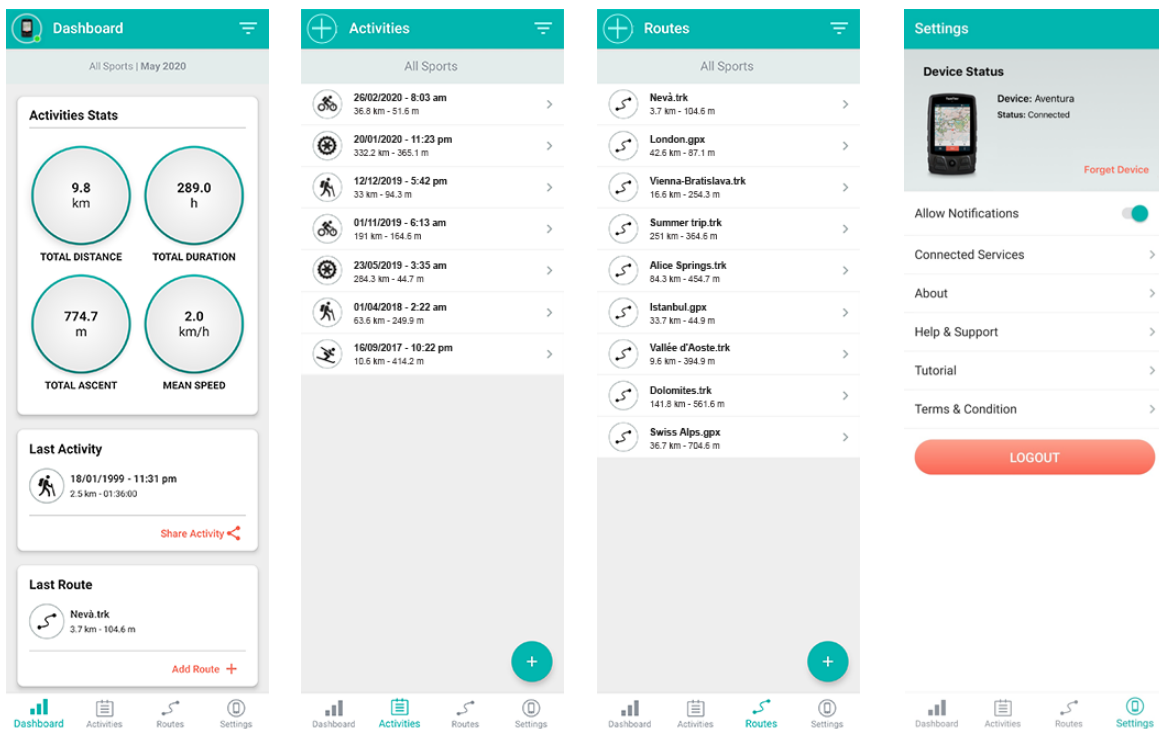 Dashboard
All Sports | May 2020
Activities Stats
9.8
km
TOTAL DISTANCE
289.0
h
TOTAL DURATION
774.7
m
TOTAL ASCENT
2.0
km/h
MEAN SPEED
Last Activity
18/01/1999 - 11:31 pm
2.5 km - 01:36:00
Share Activity
Last Route
Nevà.trk
3.7 km - 104.6 m
Add Route +
Dashboard
Activities
Routes
Settings
Activities
All Sports
26/02/2020 - 8:03 am
36.8 km - 51.6 m
20/01/2020 - 11:23 pm
332.2 km - 365.1 m
12/12/2019 - 5:42 pm
33 km - 94.3 m
01/11/2019 - 6:13 am
191 km - 164.6 m
23/05/2019 - 3:35 am
284.3 km - 44.7 m
01/04/2018 - 2:22 am
63.6 km - 249.9 m
16/09/2017 - 10:22 pm
10.6 km - 414.2 m
Dashboard
Activities
Routes
Settings
Routes
All Sports
Nevà.trk
3.7 km - 104.6 m
London.gpx
42.6 km - 87.1 m
Vienna-Bratislava.trk
16.6 km - 254.3 m
Summer trip.trk
251 km - 364.6 m
Alice Springs.trk
84.3 km - 454.7 m
Istanbul.gpx
33.7 km - 44.9 m
Vallée d'Aoste.trk
9.6 km - 394.9 m
Dolomites.trk
141.8 km - 561.6 m
Swiss Alps.gpx
36.7 km - 704.6 m
Dashboard
Activities
Routes
Settings
Settings
Device Status
Device: Aventura
Status: Connected
Forget Device
Allow Notifications
Connected Services
About
Help & Support
Tutorial
Terms & Condition
LOGOUT
Dashboard
Activities
Routes
Settings